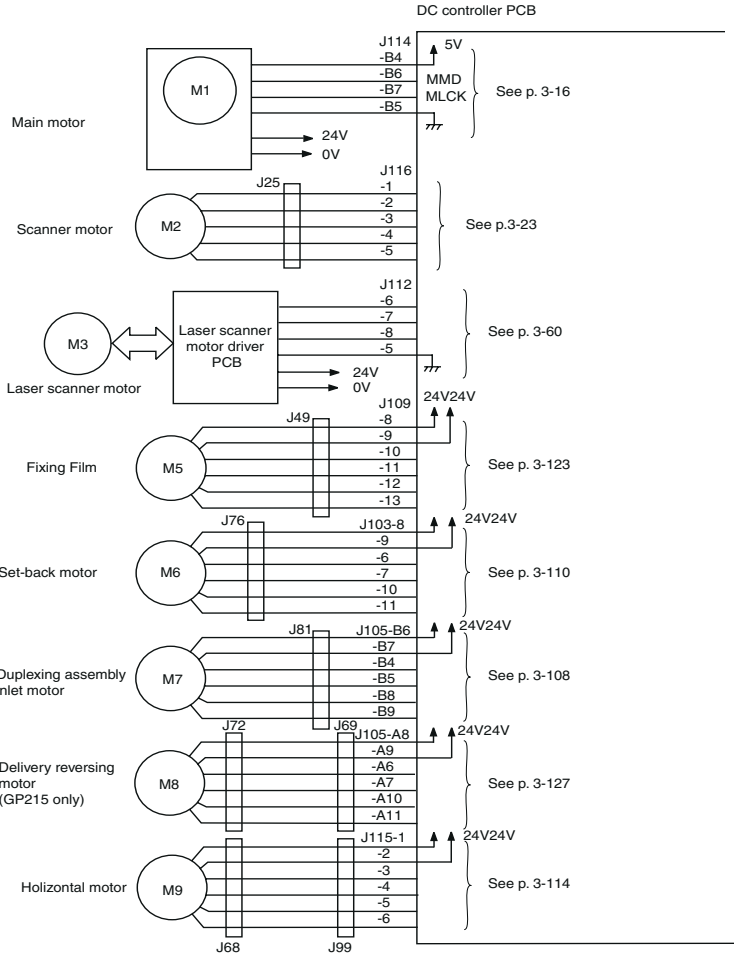 DC controller PCB
J114
5V
-B4
-B6
MMD
-B7
MLCK
-B5
M1
See p. 3-16
Main motor
24V
0V
J116
J25
-1
-2
-3
-4
-5
M2
Scanner motor
See p.3-23
J112
-6
-7
-8
-5
M3
Laser scanner
motor driver
PCB
See p. 3-60
24V
0V
Laser scanner motor
J109
24V24V
J49
-8
-9
-10
-11
-12
-13
Fixing Film
M5
See p. 3-123
J76
J103-8
24V24V
-9
-6
-7
-10
-11
Set-back motor
M6
See p. 3-110
J81
J105-B6
24V24V
-B7
-B4
-B5
-B8
-B9
Duplexing assembly
inlet motor
M7
See p. 3-108
J72
J69
J105-A8
24V24V
-A9
-A6
-A7
-A10
-A11
Delivery reversing
motor
(GP215 only)
M8
See p. 3-127
J115-1
24V24V
-2
-3
-4
-5
-6
Holizontal motor
M9
See p. 3-114
J68
J99